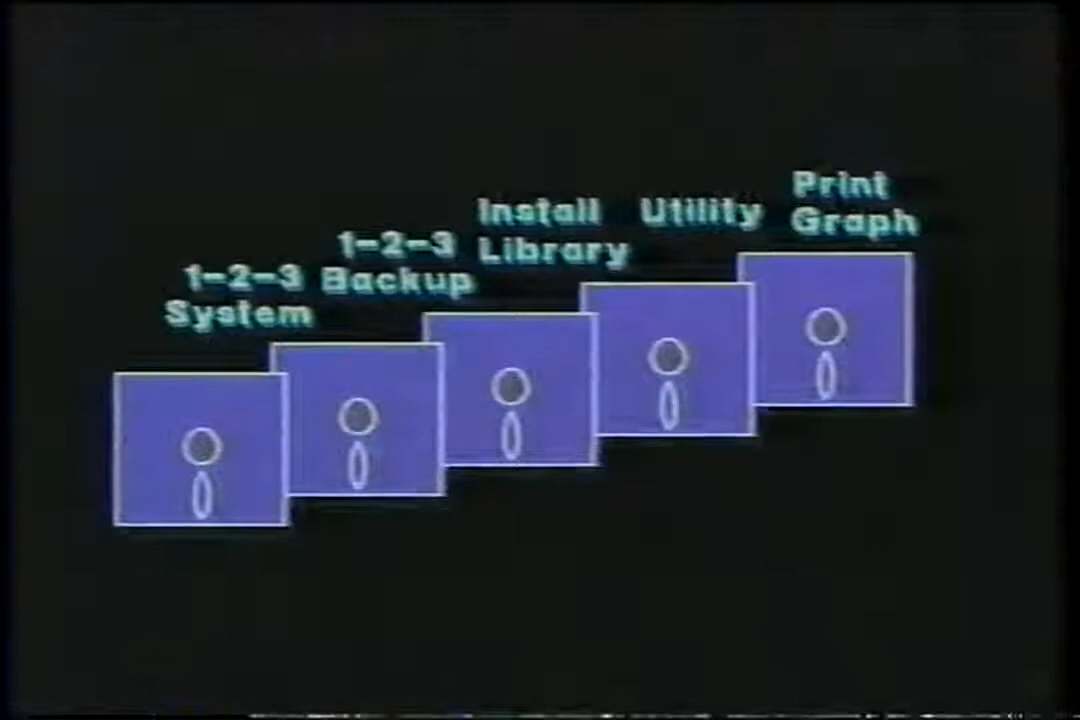 1-2-3
System
1-2-3
Backup
Install
Library
Utility
Print
Graph